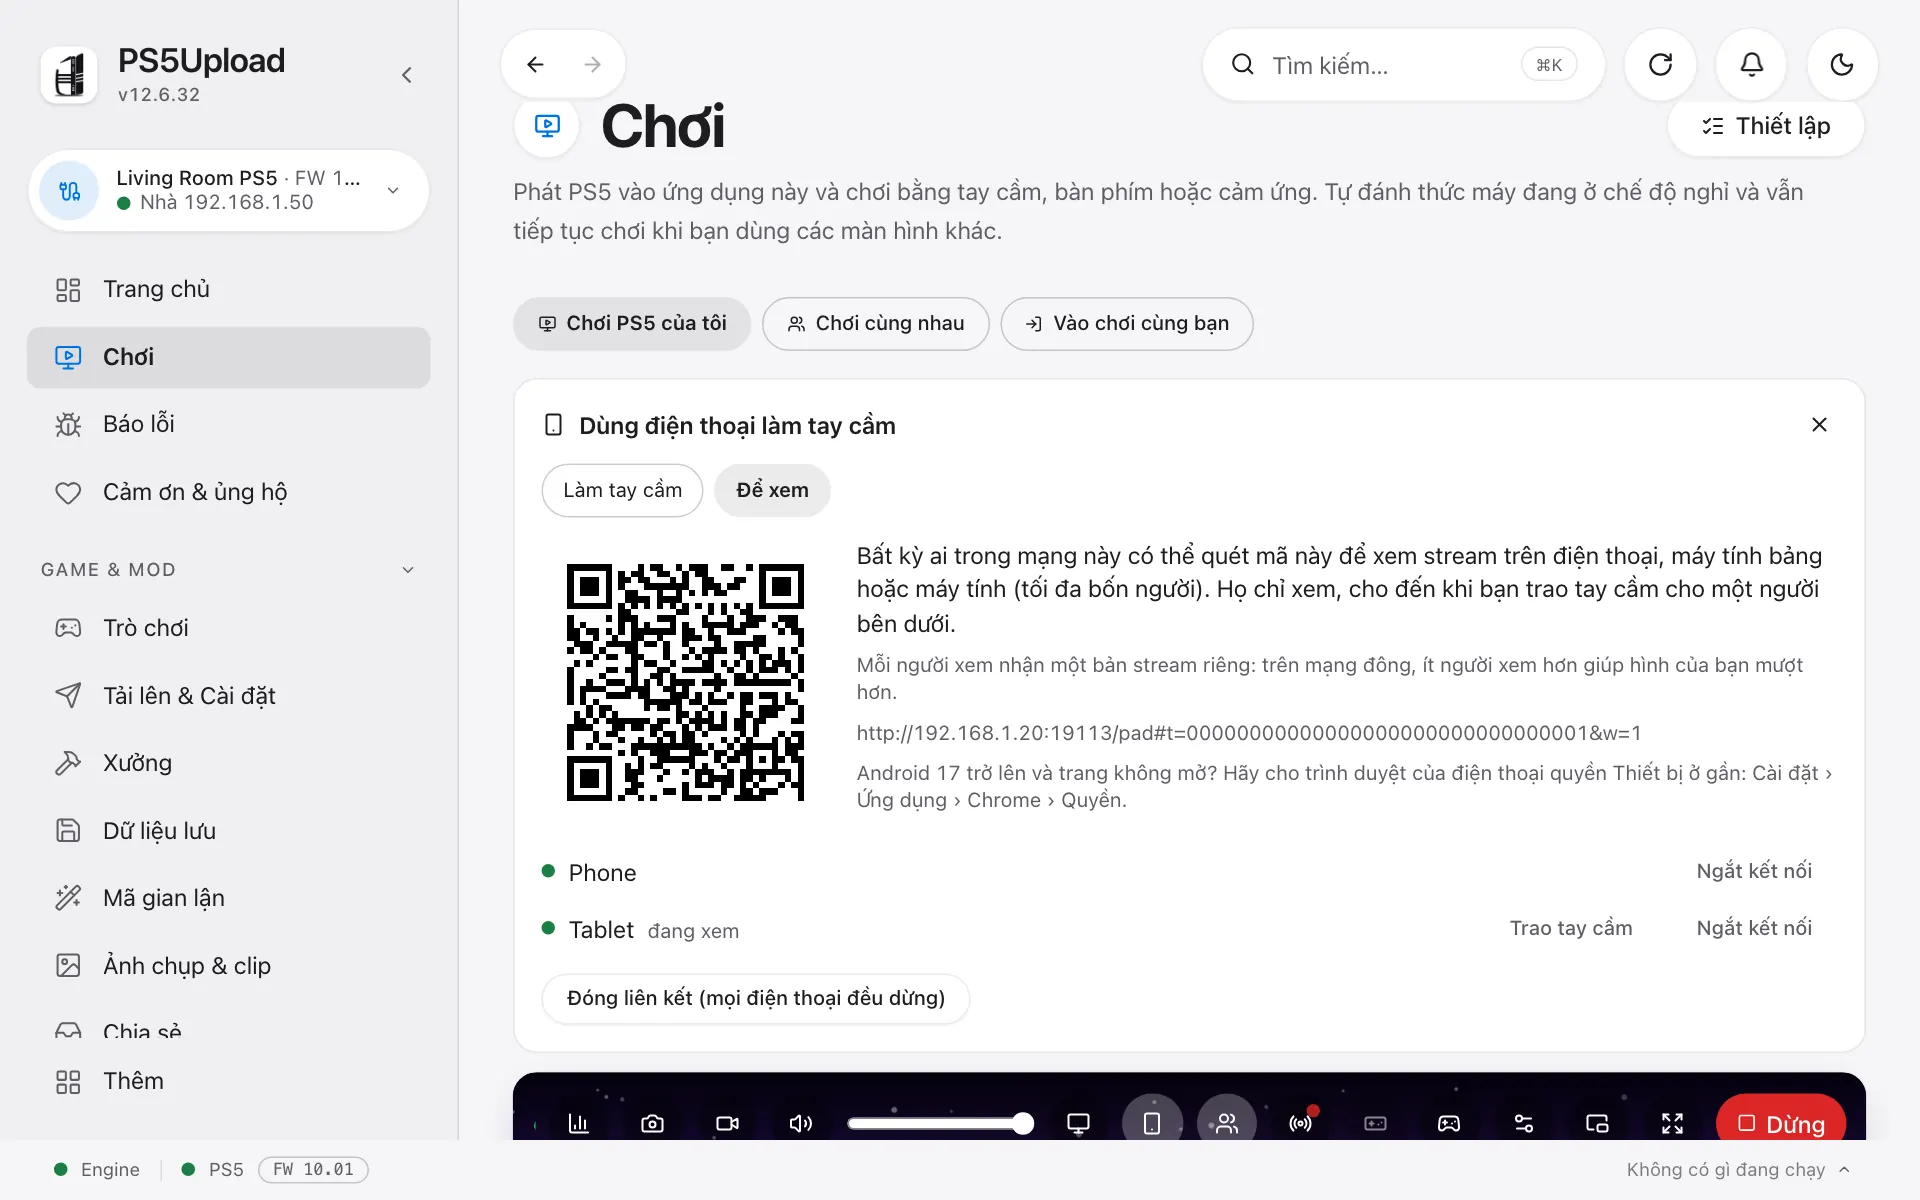 PS5Upload
v12.6.32
Living Room PS5 · FW 1...
Nhà 192.168.1.50
Trang chủ
Chơi
Báo lỗi
Cảm ơn & ủng hộ
GAME & MOD
Trò chơi
Tải lên & Cài đặt
Xưởng
Dữ liệu lưu
Mã gian lận
Ảnh chụp & clip
Chia sẻ
Thêm
Tìm kiếm...
⌘K
Chơi
Thiết lập
Phát PS5 vào ứng dụng này và chơi bằng tay cầm, bàn phím hoặc cảm ứng. Tự đánh thức máy đang ở chế độ nghỉ và vẫn
tiếp tục chơi khi bạn dùng các màn hình khác.
Chơi PS5 của tôi
Chơi cùng nhau
Vào chơi cùng bạn
Dùng điện thoại làm tay cầm
Làm tay cầm
Để xem
Bất kỳ ai trong mạng này có thể quét mã này để xem stream trên điện thoại, máy tính bảng
hoặc máy tính (tối đa bốn người). Họ chỉ xem, cho đến khi bạn trao tay cầm cho một người
bên dưới.
Mỗi người xem nhận một bản stream riêng: trên mạng đông, ít người xem hơn giúp hình của bạn mượt
hơn.
http://192.168.1.20:19113/pad#t=00000000000000000000000000000001&w=1
Android 17 trở lên và trang không mở? Hãy cho trình duyệt của điện thoại quyền Thiết bị ở gần: Cài đặt ›
Ứng dụng › Chrome › Quyền.
Phone
Ngắt kết nối
Tablet đang xem
Trao tay cầm
Ngắt kết nối
Đóng liên kết (mọi điện thoại đều dừng)
Dừng
Engine
PS5
FW 10.01
Không có gì đang chạy